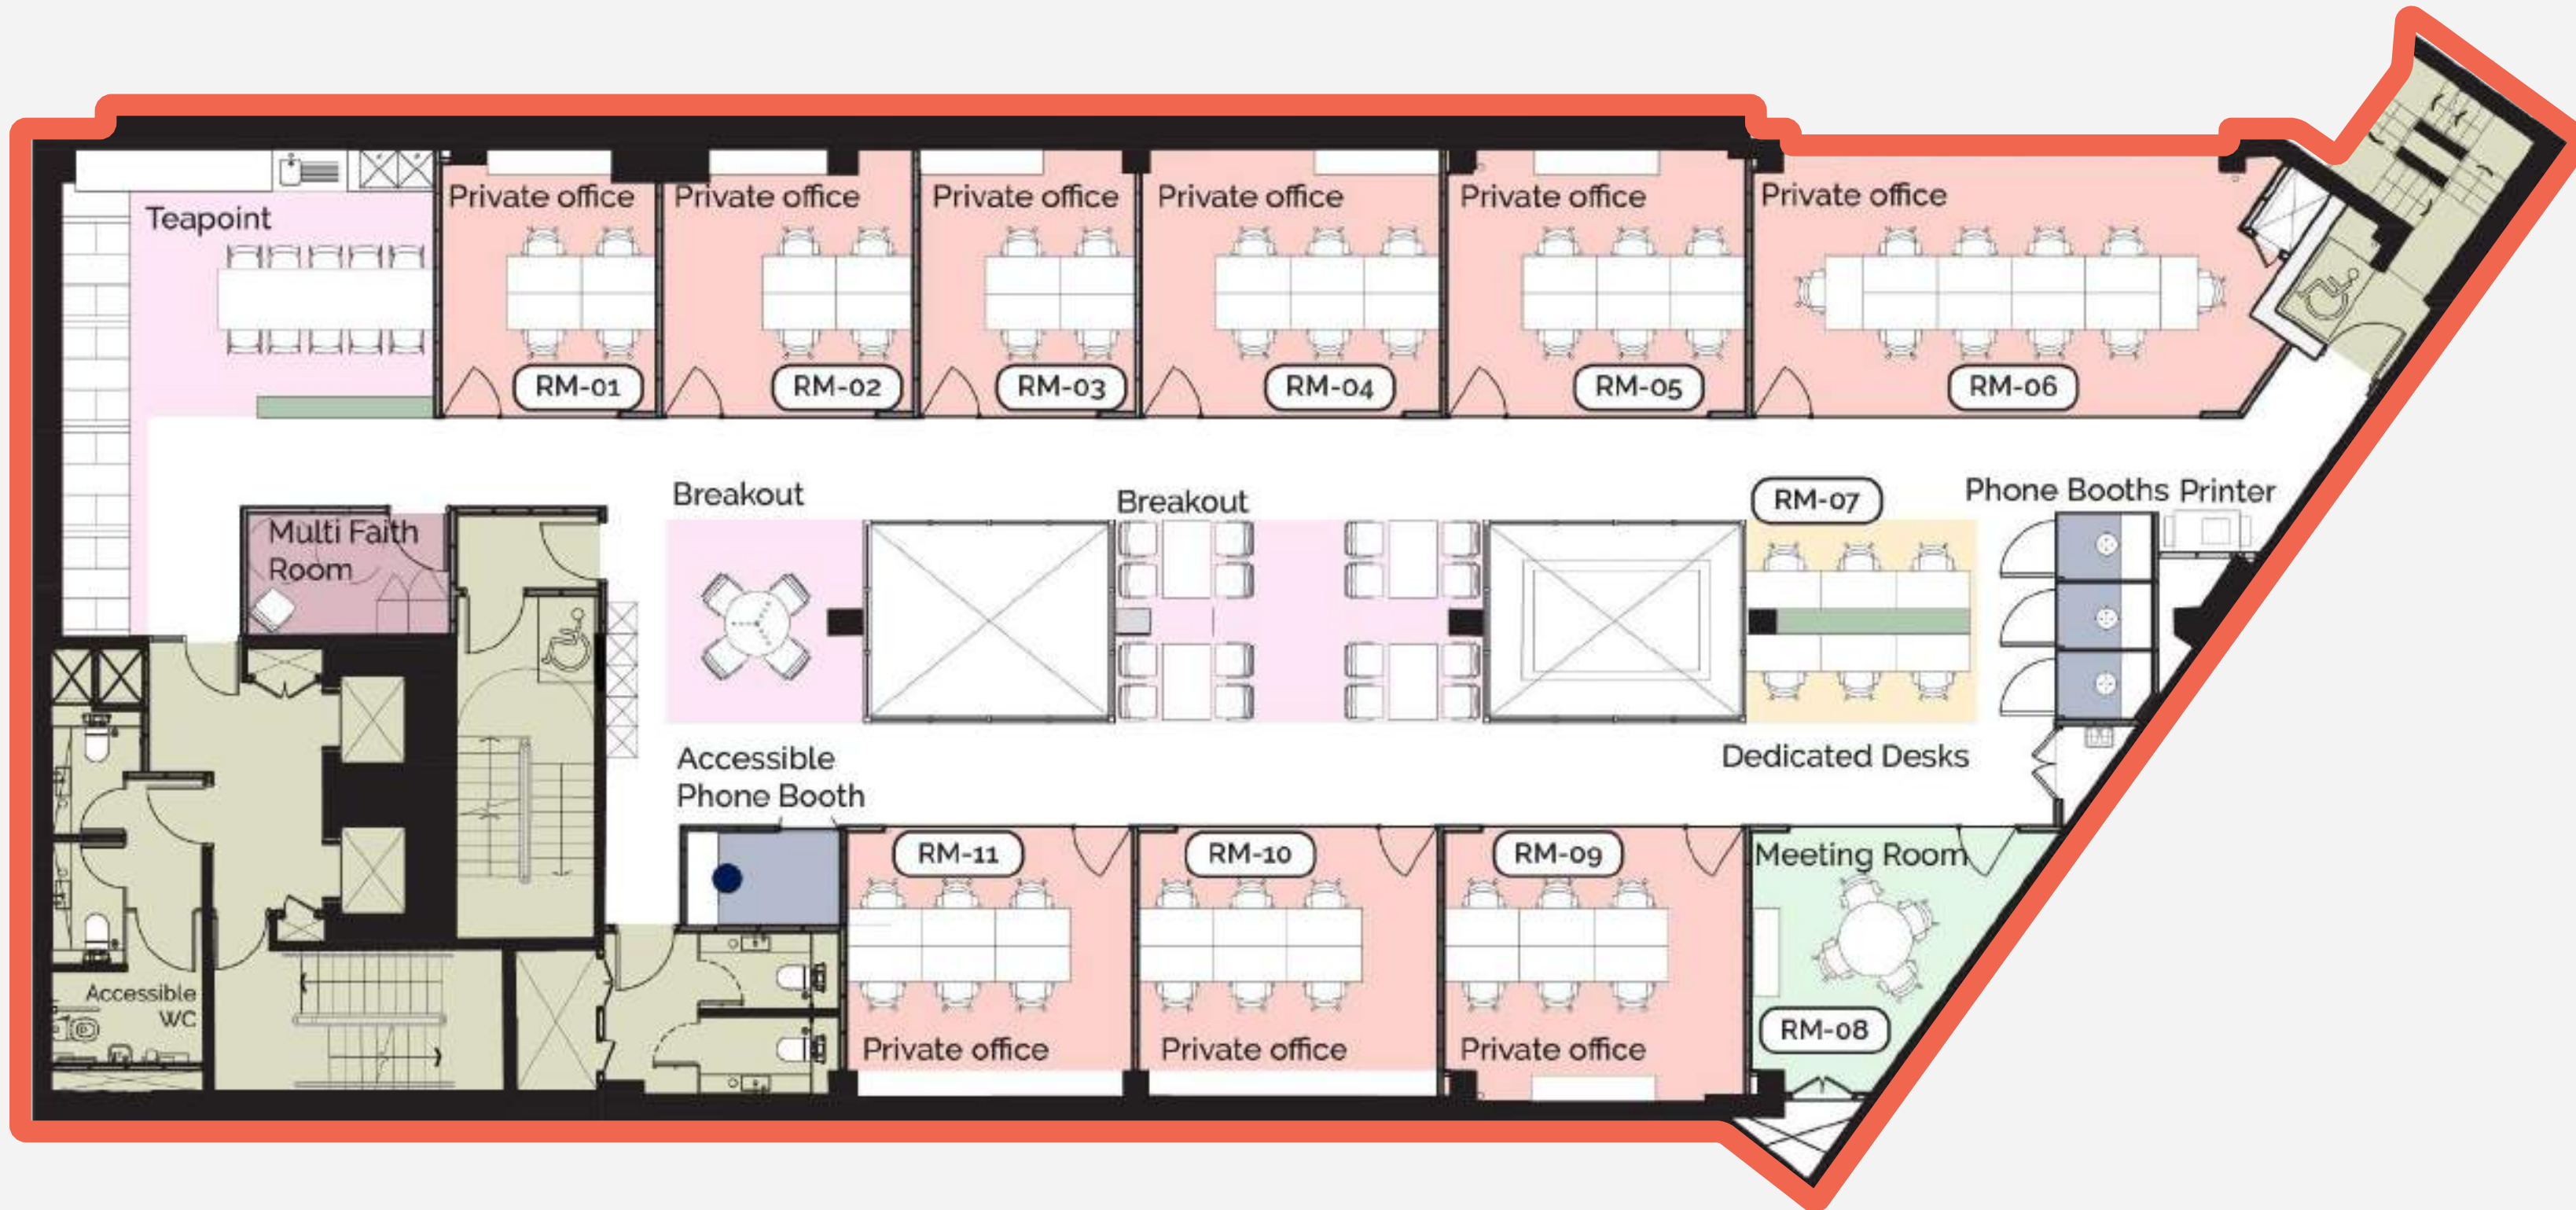 Private office
Private office
Private office
Private office
Private office
Private office
Teapoint
RM-01
RM-02
RM-03
RM-04
RM-05
RM-06
Breakout
Breakout
RM-07
Phone Booths
Printer
Multi Faith
Room
Accessible
Phone Booth
Dedicated Desks
RM-11
RM-10
RM-09
Meeting Room
Accessible
WC
RM-08
Private office
Private office
Private office